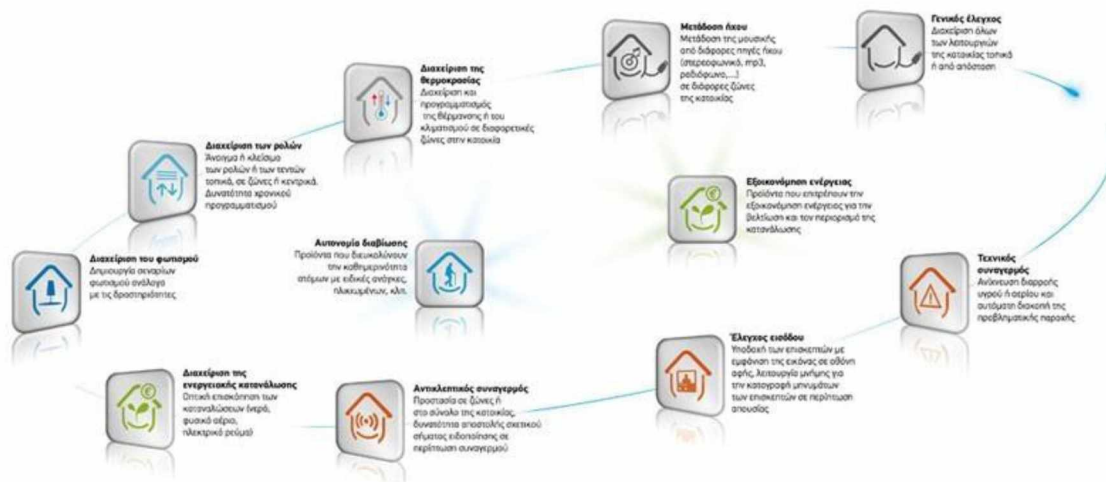 Μετάδοση ήχου
Μετάδοση της μουσικής
από διάφορες πηγές ήχου
(στερεοφωνικό, mp3,
ραδιόφωνο,...)
σε διάφορες ζώνες
της κατοικίας
Γενικός έλεγχος
Διαχείριση όλων
των λειτουργιών
της κατοικίας τοπικά
ή από απόσταση
Διαχείριση της
θερμοκρασίας
Διαχείριση και
προγραμματισμός
της θέρμανσης ή του
κλιματισμού σε διαφορετικές
ζώνες στην κατοικία
Διαχείριση των ρολών
Άνοιγμα ή κλείσιμο
των ρολών ή των τεντών
τοπικά, σε ζώνες ή κεντρικά.
Δυνατότητα χρονικού
προγραμματισμού
Εξοικονόμηση ενέργειας
Προϊόντα που επιτρέπουν την
εξοικονόμηση ενέργειας για την
βελτίωση και τον περιορισμό της
κατανάλωσης
Διαχείριση του φωτισμού
Δημιουργία σεναρίων
φωτισμού ανάλογα
με τις δραστηριότητες
Αυτονομία διαβίωσης
Προϊόντα που διευκολύνουν
την καθημερινότητα
ατόμων με ειδικές ανάγκες,
ηλικιωμένων, κλπ.
Τεχνικός
συναγερμός
Ανίχνευση διαρροής
υγρού ή αερίου και
αυτόματη διακοπή της
προβληματικής παροχής
Έλεγχος εισόδου
Υποδοχή των επισκεπτών με
εμφάνιση της εικόνας σε οθόνη
αφής, λειτουργία μνήμης για
την καταγραφή μηνυμάτων
των επισκεπτών σε περίπτωση
απουσίας
Διαχείριση της
ενεργειακής κατανάλωσης
Οπτική επισκόπηση των
καταναλώσεων (νερό,
φυσικό αέριο,
ηλεκτρικό ρεύμα)
Αντικλεπτικός συναγερμός
Προστασία σε ζώνες ή
στο σύνολο της κατοικίας,
δυνατότητα αποστολής σχετικού
σήματος ειδοποίησης σε
περίπτωση συναγερμού